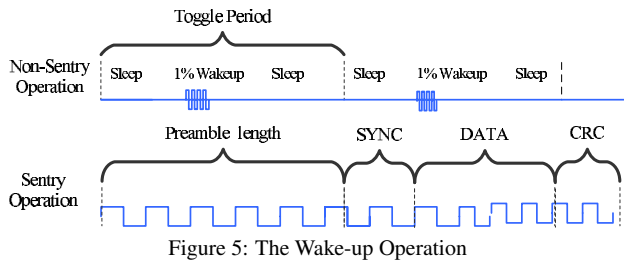 Toggle Period
Non-Sentry
Operation
Sleep 1% Wakeup Sleep Sleep 1% Wakeup Sleep
Preamble length SYNC DATA CRC
Sentry
Operation
Figure 5: The Wake-up Operation